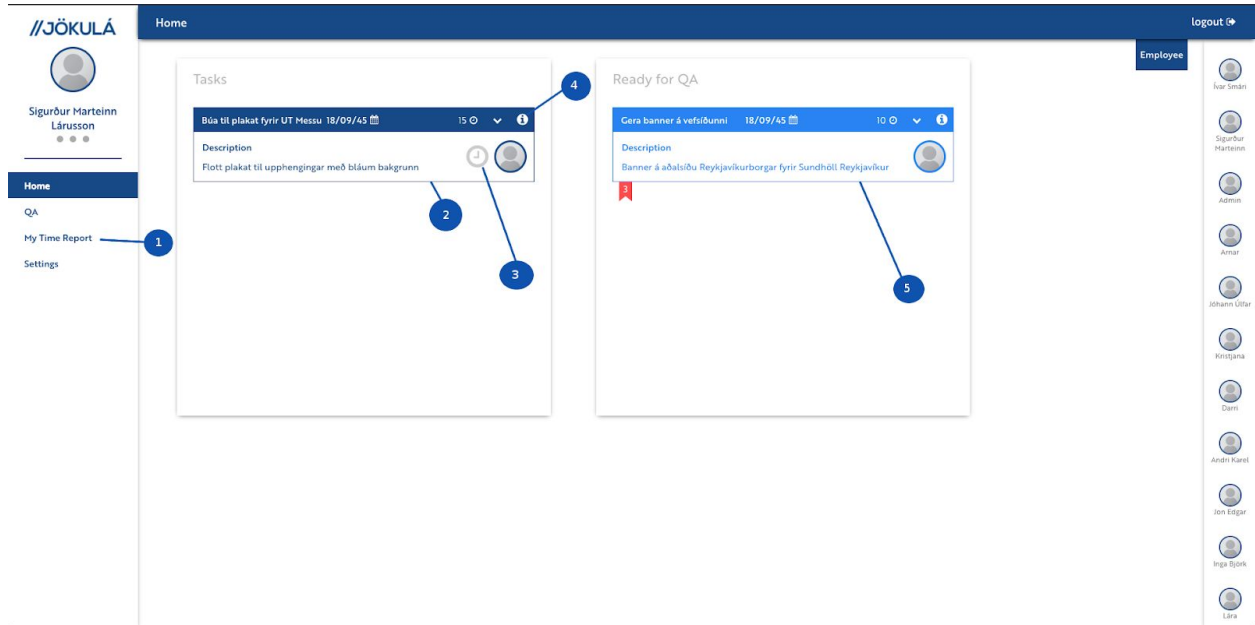 //JÖKULÁ
Home
logout
Employee
Sigurður Marteinn
Lárusson
Home
QA
My Time Report
Settings
1
Tasks
Búa til plakat fyrir UT Messu 18/09/45 15
Description
Flott plakat til upphengingar með bláum bakgrunn
2
3
4
Ready for QA
Gera banner á vefsíðunni 18/09/45 10
Description
Banner á aðalsíðu Reykjavíkurborgar fyrir Sundhöll Reykjavíkur
3
5
Ívar Smári
Sigurður
Marteinn
Admin
Arnar
Jóhann Úlfar
Kristjana
Darri
Andri Karel
Jon Edgar
Inga Björk
Lára